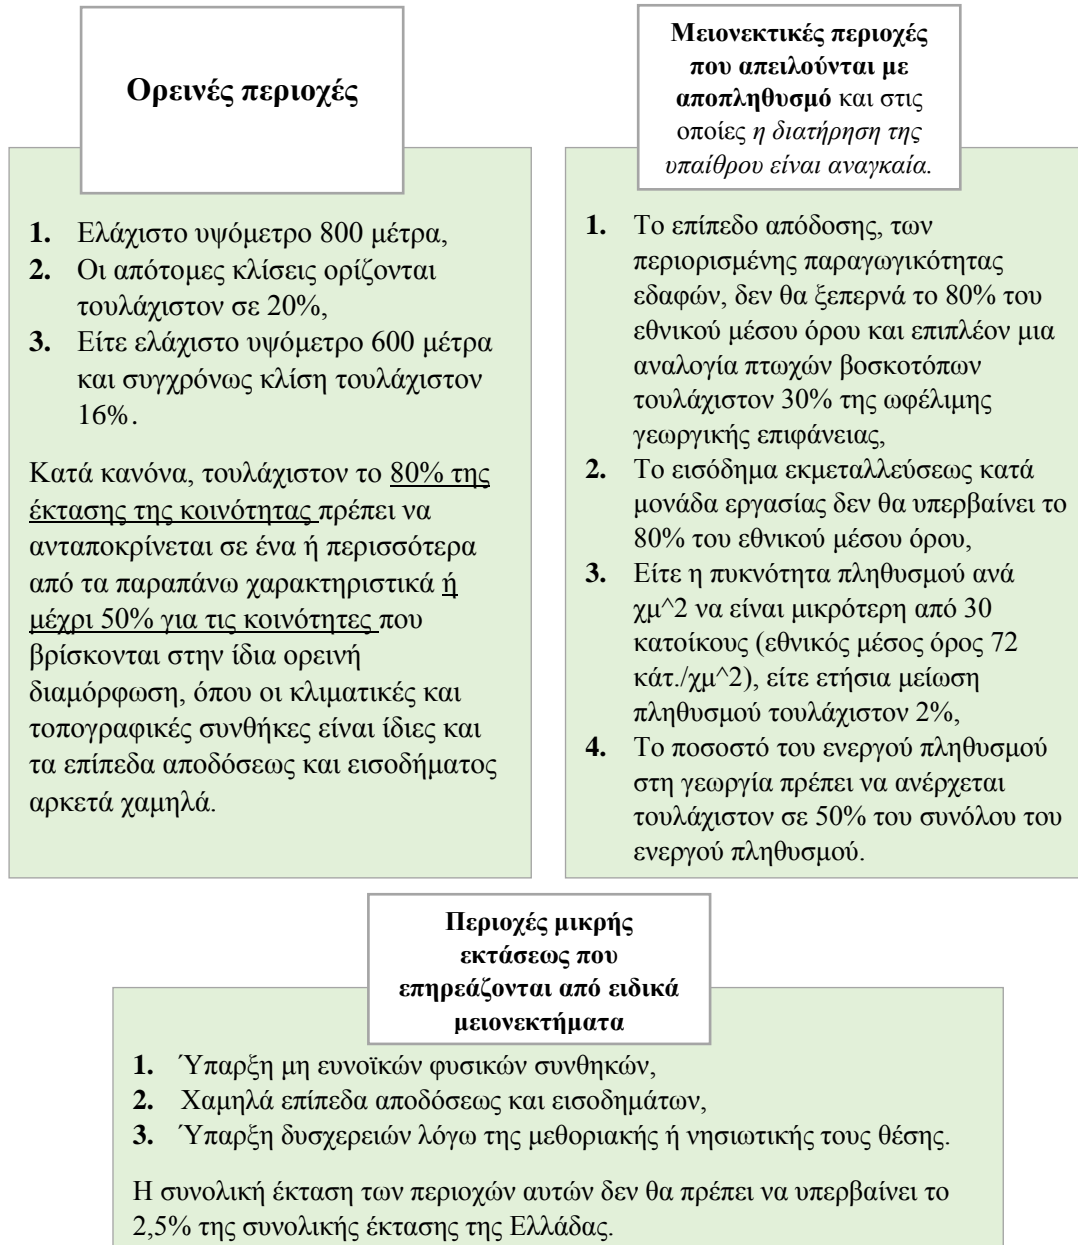 Ορεινές περιοχές
1. Ελάχιστο υψόμετρο 800 μέτρα,
2. Οι απότομες κλίσεις ορίζονται
τουλάχιστον σε 20%,
3. Είτε ελάχιστο υψόμετρο 600 μέτρα
και συγχρόνως κλίση τουλάχιστον
16%.
Κατά κανόνα, τουλάχιστον το 80% της
έκτασης της κοινότητας πρέπει να
ανταποκρίνεται σε ένα ή περισσότερα
από τα παραπάνω χαρακτηριστικά ή
μέχρι 50% για τις κοινότητες που
βρίσκονται στην ίδια ορεινή
διαμόρφωση, όπου οι κλιματικές και
τοπογραφικές συνθήκες είναι ίδιες και
τα επίπεδα αποδόσεως και εισοδήματος
αρκετά χαμηλά.
Μειονεκτικές περιοχές
που απειλούνται με
αποπληθυσμό και στις
οποίες η διατήρηση της
υπαίθρου είναι αναγκαία.
1. Το επίπεδο απόδοσης, των
περιορισμένης παραγωγικότητας
εδαφών, δεν θα ξεπερνά το 80% του
εθνικού μέσου όρου και επιπλέον μια
αναλογία πτωχών βοσκοτόπων
τουλάχιστον 30% της ωφέλιμης
γεωργικής επιφάνειας,
2. Το εισόδημα εκμεταλλεύσεως κατά
μονάδα εργασίας δεν θα υπερβαίνει το
80% του εθνικού μέσου όρου,
3. Είτε η πυκνότητα πληθυσμού ανά
χμ^2 να είναι μικρότερη από 30
κατοίκους (εθνικός μέσος όρος 72
κάτ./χμ^2), είτε ετήσια μείωση
πληθυσμού τουλάχιστον 2%,
4. Το ποσοστό του ενεργού πληθυσμού
στη γεωργία πρέπει να ανέρχεται
τουλάχιστον σε 50% του συνόλου του
ενεργού πληθυσμού.
Περιοχές μικρής
εκτάσεως που
επηρεάζονται από ειδικά
μειονεκτήματα
1. Ύπαρξη μη ευνοϊκών φυσικών συνθηκών,
2. Χαμηλά επίπεδα αποδόσεως και εισοδημάτων,
3. Ύπαρξη δυσχερειών λόγω της μεθοριακής ή νησιωτικής τους θέσης.
Η συνολική έκταση των περιοχών αυτών δεν θα πρέπει να υπερβαίνει το
2,5% της συνολικής έκτασης της Ελλάδας.